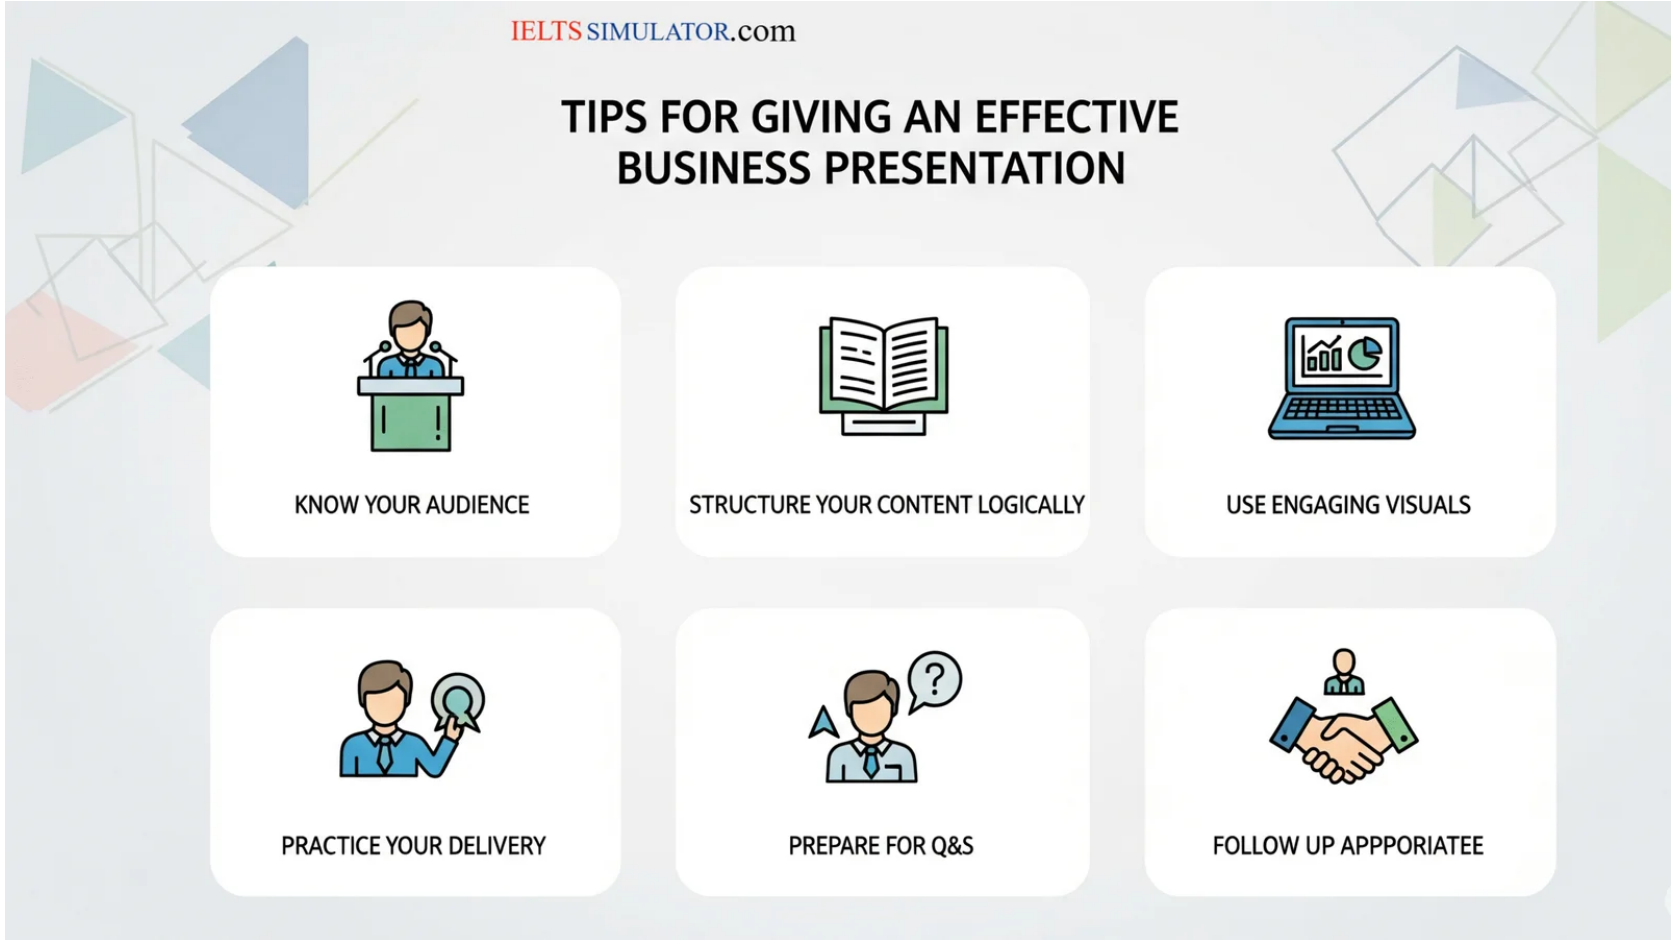 IELTS SIMULATOR.com
TIPS FOR GIVING AN EFFECTIVE
BUSINESS PRESENTATION
KNOW YOUR AUDIENCE
STRUCTURE YOUR CONTENT LOGICALLY
USE ENGAGING VISUALS
?
PRACTICE YOUR DELIVERY
PREPARE FOR Q&S
FOLLOW UP APPPORIATEE